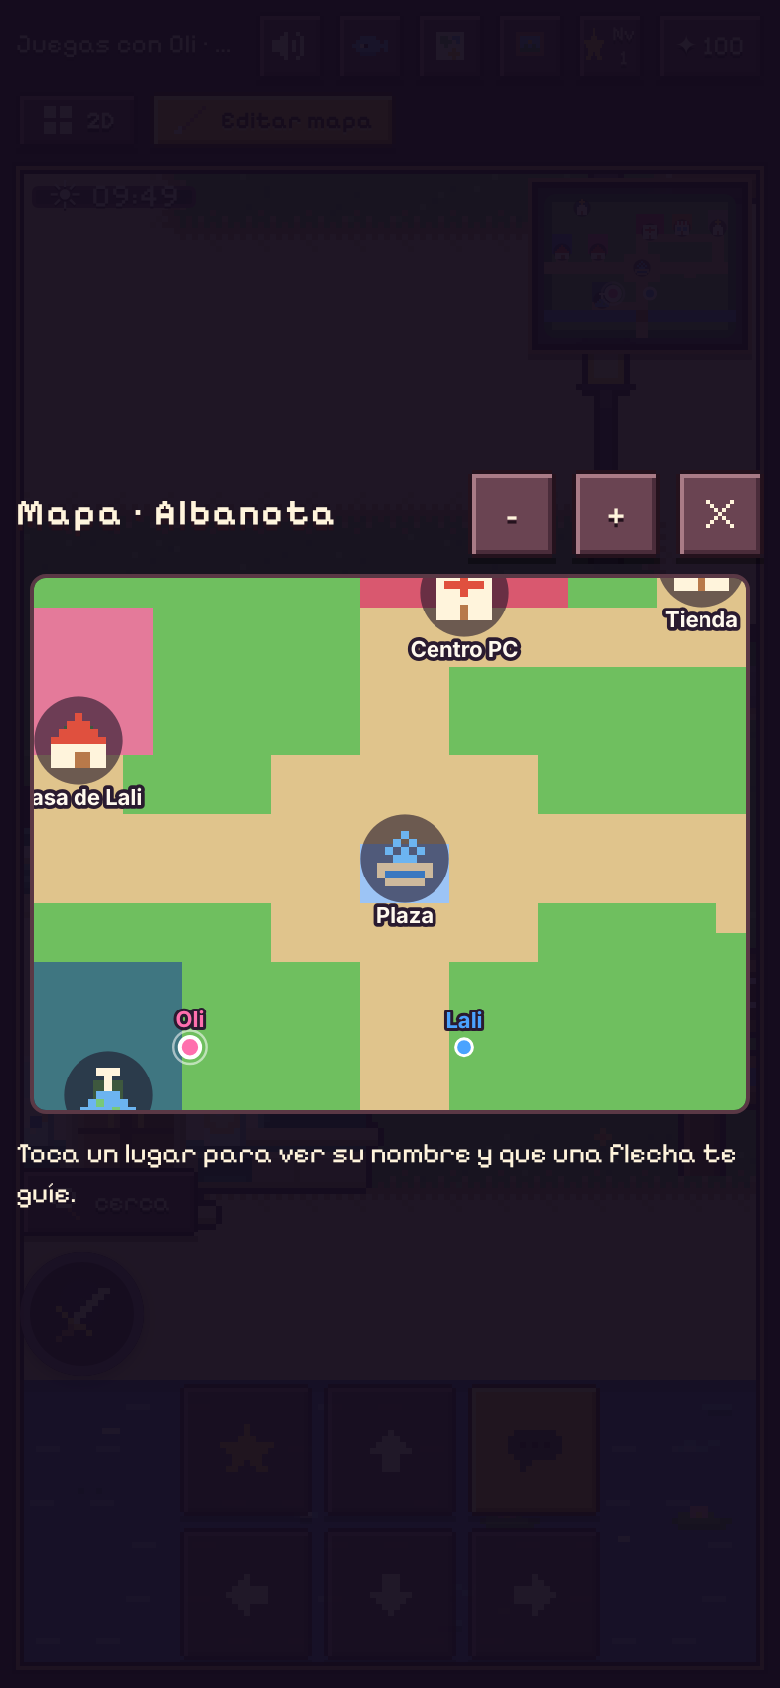 Juegas con Oli · ...
Nv
1
100
2D
Editar mapa
09:49
Mapa · Albanota
-
+
Centro PC
Tienda
asa de Lali
Plaza
Oli
Lali
Toca un lugar para ver su nombre y que una flecha te
guíe.
cerca